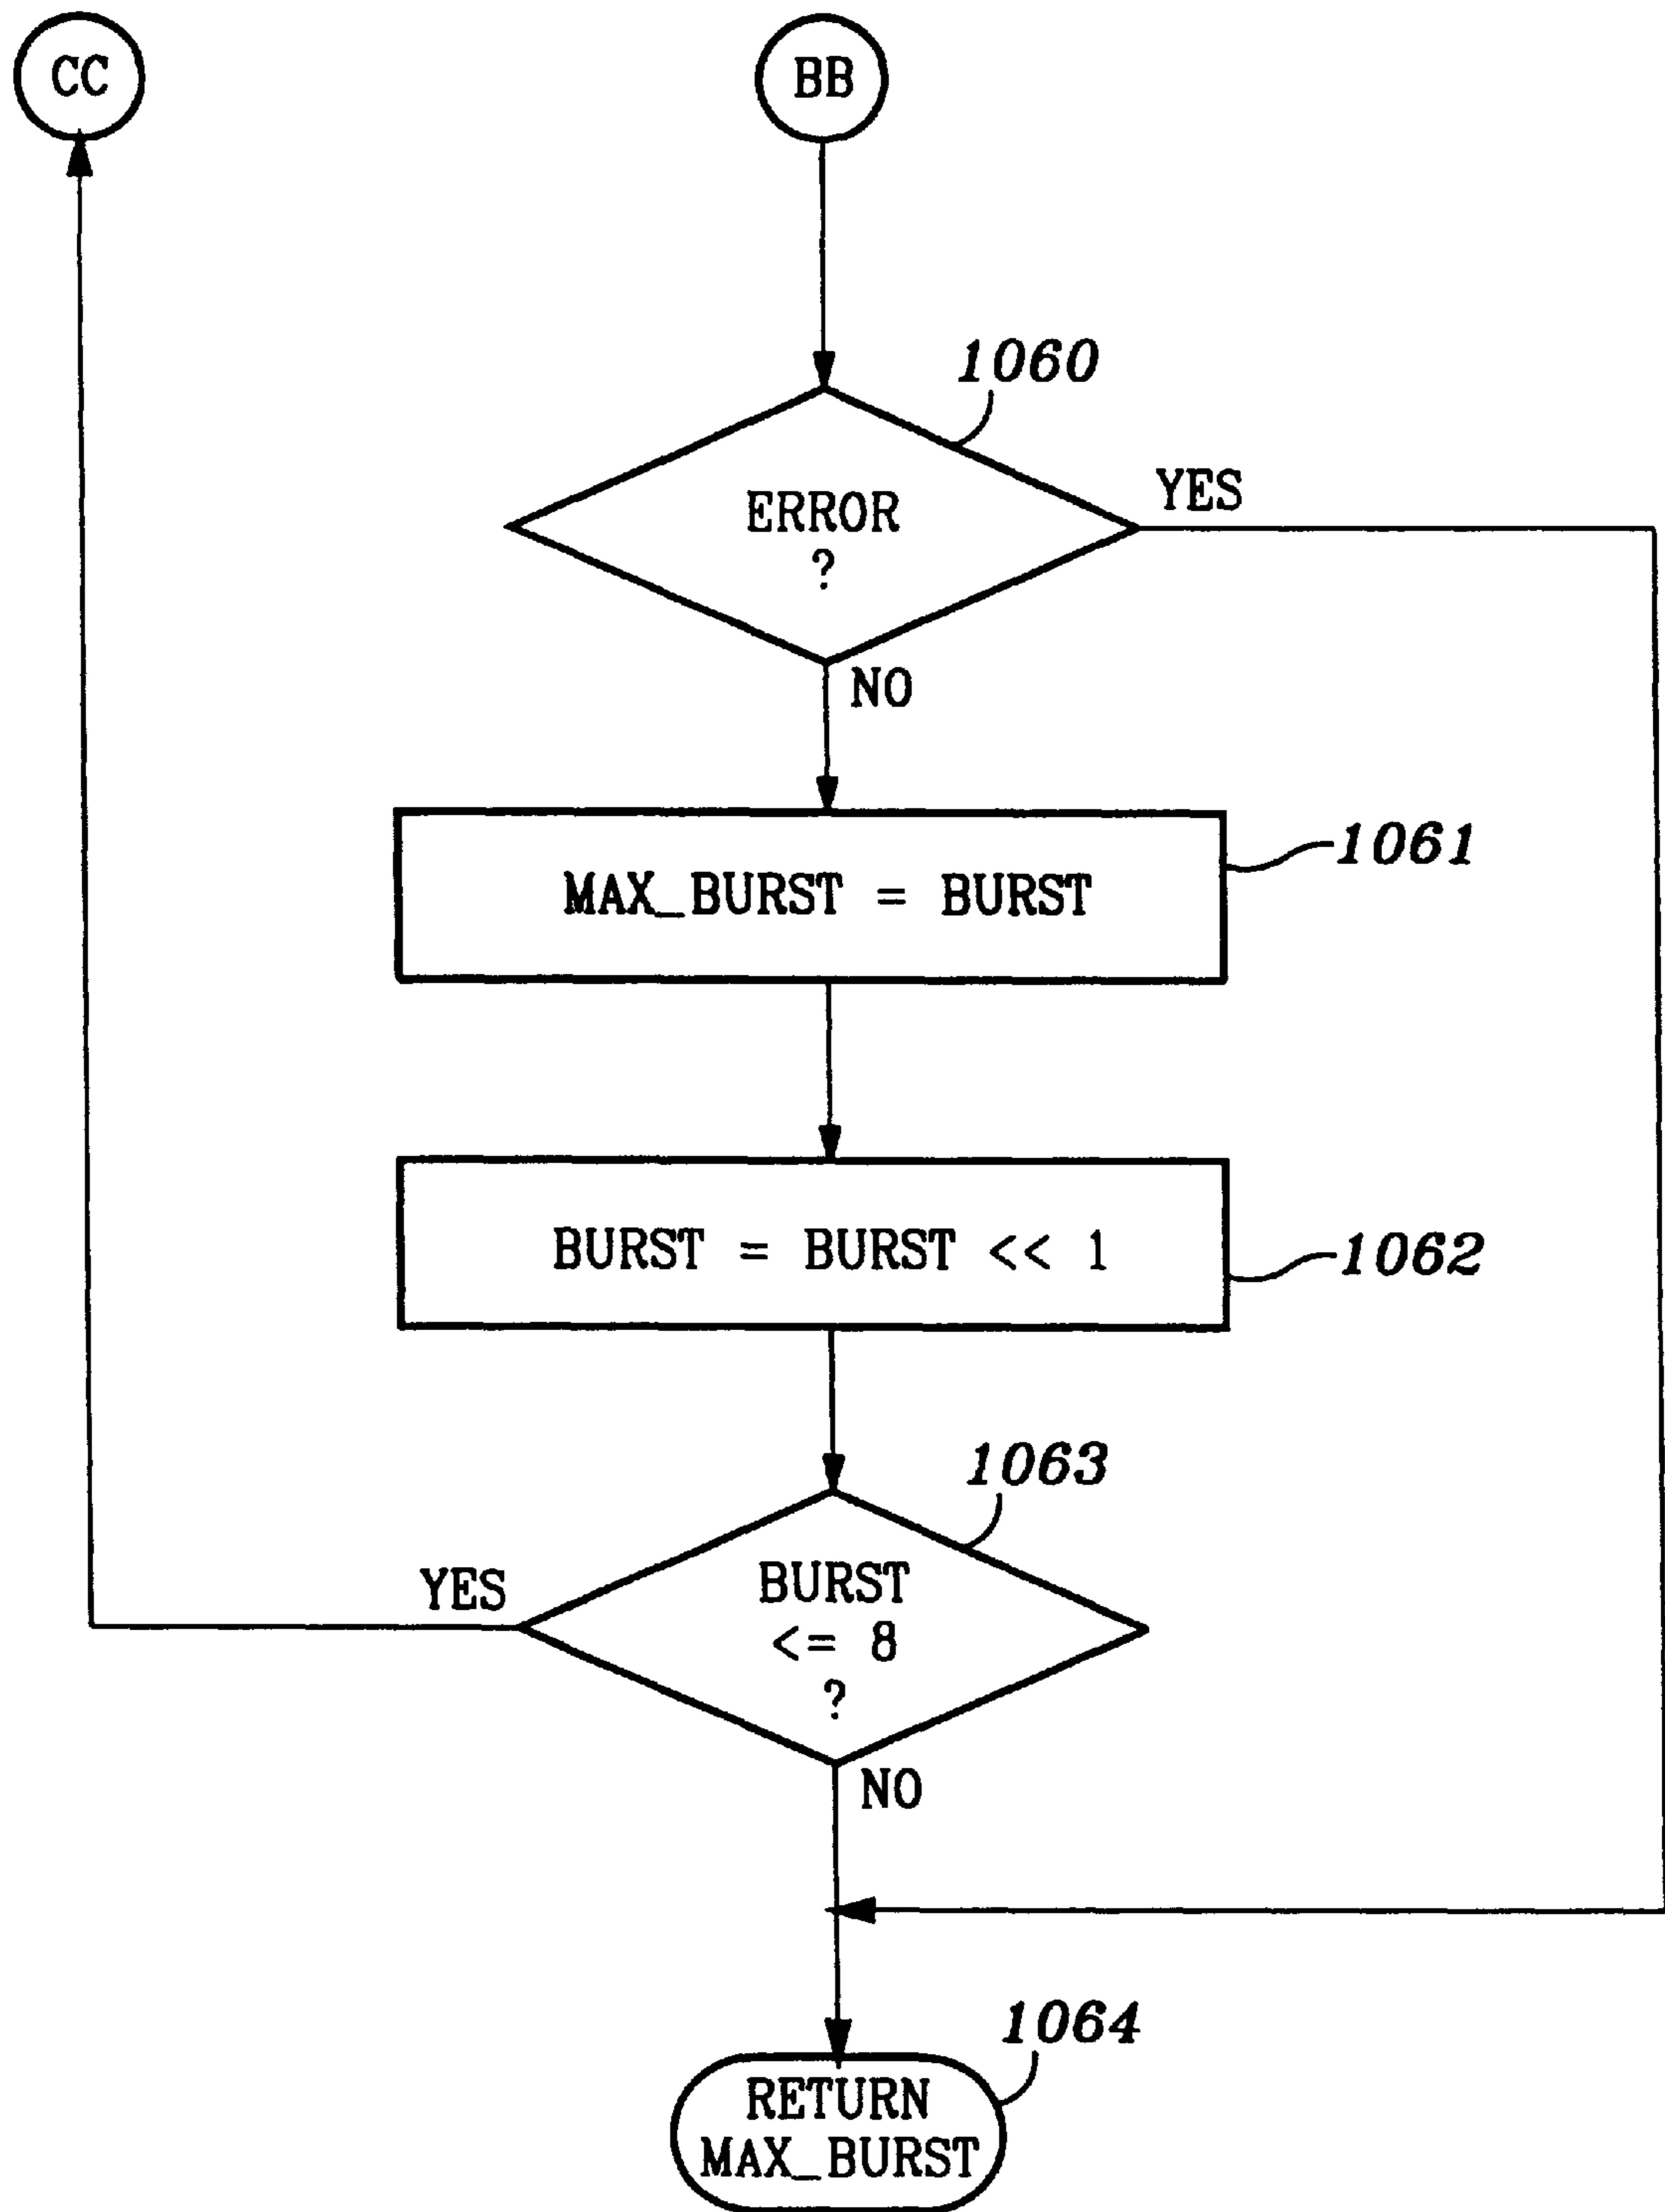 CC
BB
1060
ERROR
?
YES
NO
1061
MAX_BURST = BURST
BURST = BURST << 1
1062
1063
BURST
<= 8
?
YES
NO
1064
RETURN
MAX_BURST